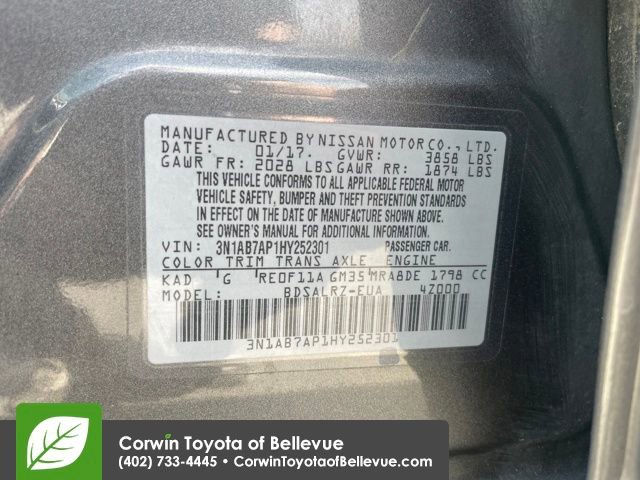 MANUFACTURED BY NISSAN MOTOR CO., LTD.
DATE: 01/17. GVWR: 3858 LBS
GAWR FR: 2028 LBS GAWR RR: 1874 LBS
THIS VEHICLE CONFORMS TO ALL APPLICABLE FEDERAL MOTOR
VEHICLE SAFETY, BUMPER AND THEFT PREVENTION STANDARDS
IN EFFECT ON THE DATE OF MANUFACTURE SHOWN ABOVE.
SEE OWNER'S MANUAL FOR ADDITIONAL INFORMATION.
VIN: 3N1AB7AP1HY252301 PASSENGER CAR.
COLOR TRIM TRANS AXLE ENGINE
KAD G RE0F11A GM35 MRA8DE 1798 CC
MODEL: BDSALRZ-EUA 4Z000
3N1AB7AP1HY252301
Corwin Toyota of Bellevue
(402) 733-4445 • CorwinToyotaofBellevue.com